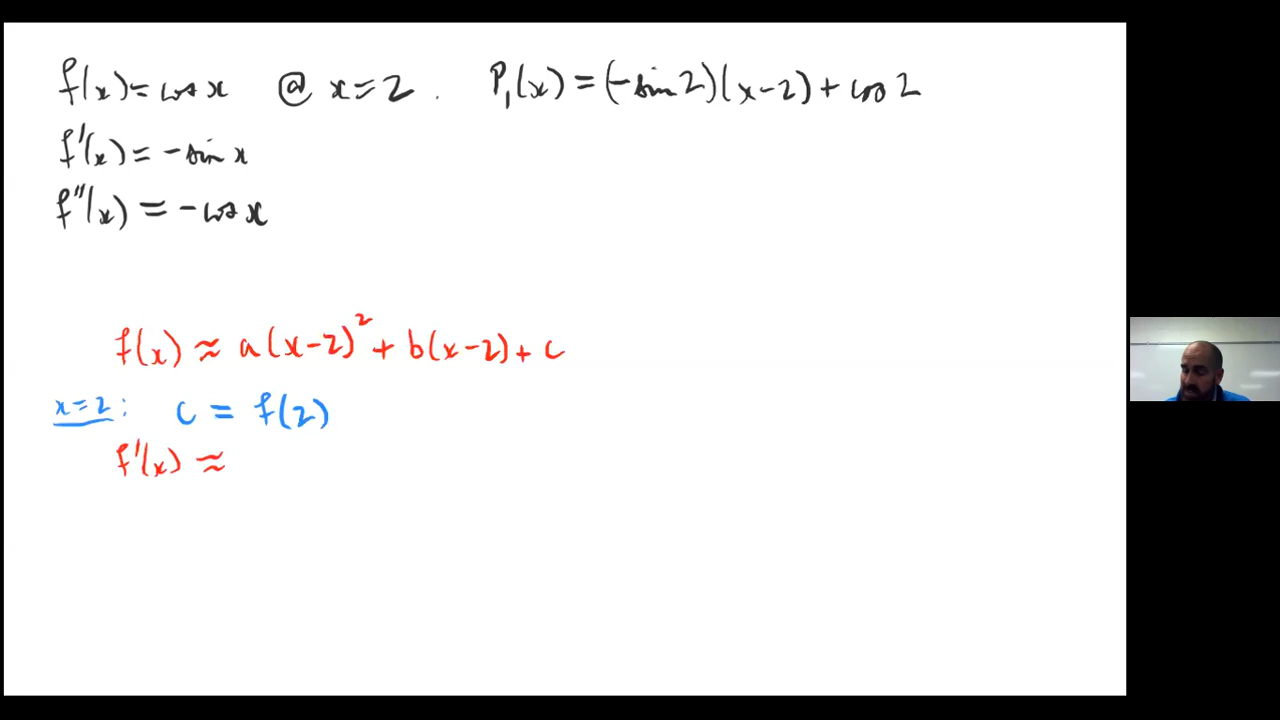 f(x) = cos x @ x = 2 . P₁(x) = (-sin 2)(x-2) + cos 2
f'(x) = -sin x
f''(x) = -cos x
f(x) ≈ a(x-2)² + b(x-2) + c
x=2 : c = f(2)
f'(x) ≈